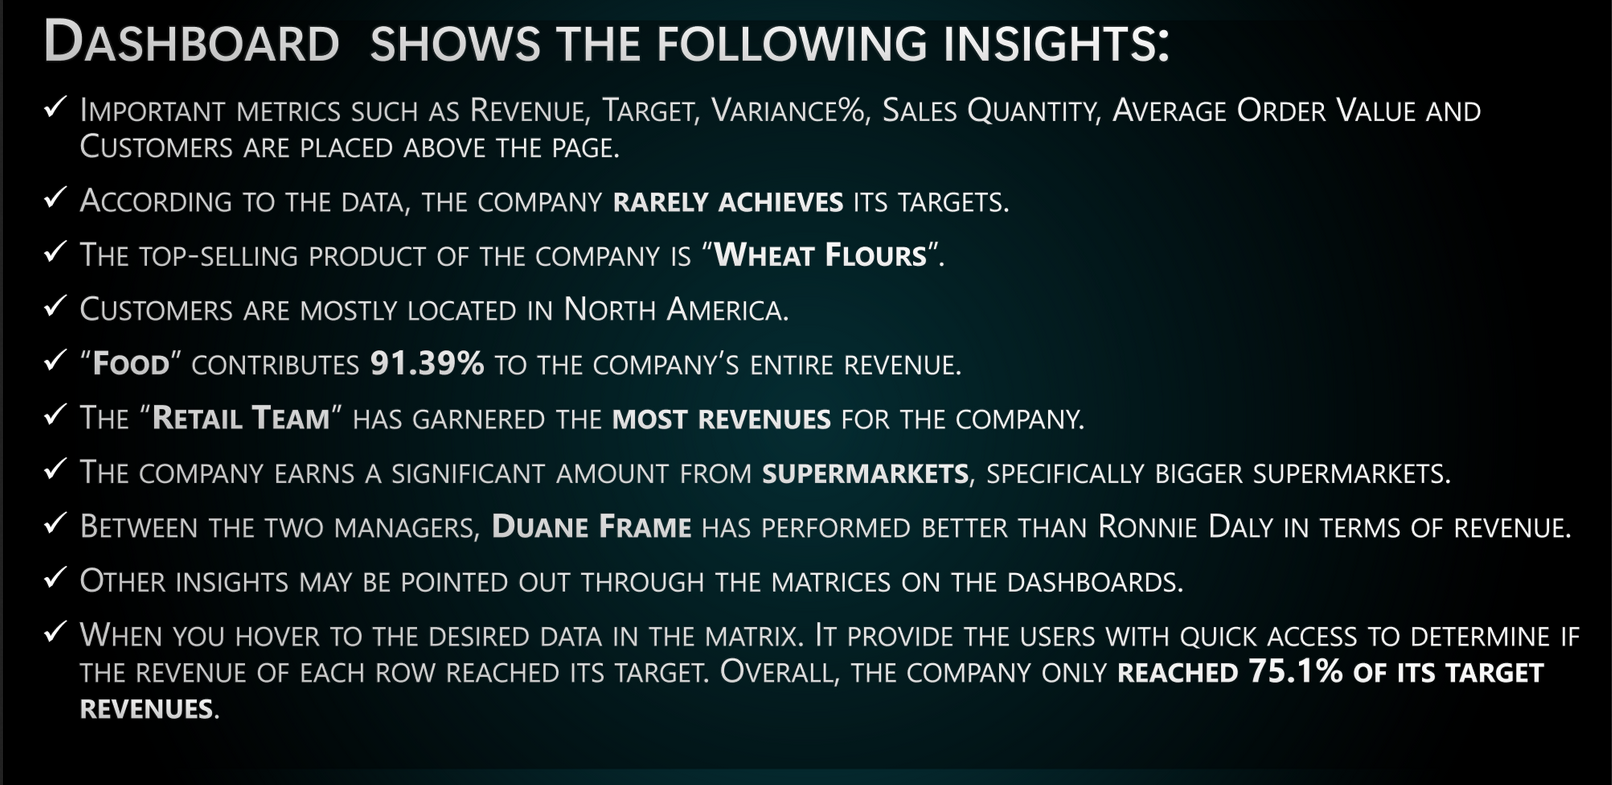 Dashboard shows the following insights:
✓ Important metrics such as Revenue, Target, Variance%, Sales Quantity, Average Order Value and
Customers are placed above the page.
✓ According to the data, the company rarely achieves its targets.
✓ The top-selling product of the company is “Wheat Flours”.
✓ Customers are mostly located in North America.
✓ “Food” contributes 91.39% to the company’s entire revenue.
✓ The “Retail Team” has garnered the most revenues for the company.
✓ The company earns a significant amount from supermarkets, specifically bigger supermarkets.
✓ Between the two managers, Duane Frame has performed better than Ronnie Daly in terms of revenue.
✓ Other insights may be pointed out through the matrices on the dashboards.
✓ When you hover to the desired data in the matrix. It provide the users with quick access to determine if
the revenue of each row reached its target. Overall, the company only reached 75.1% of its target
revenues.